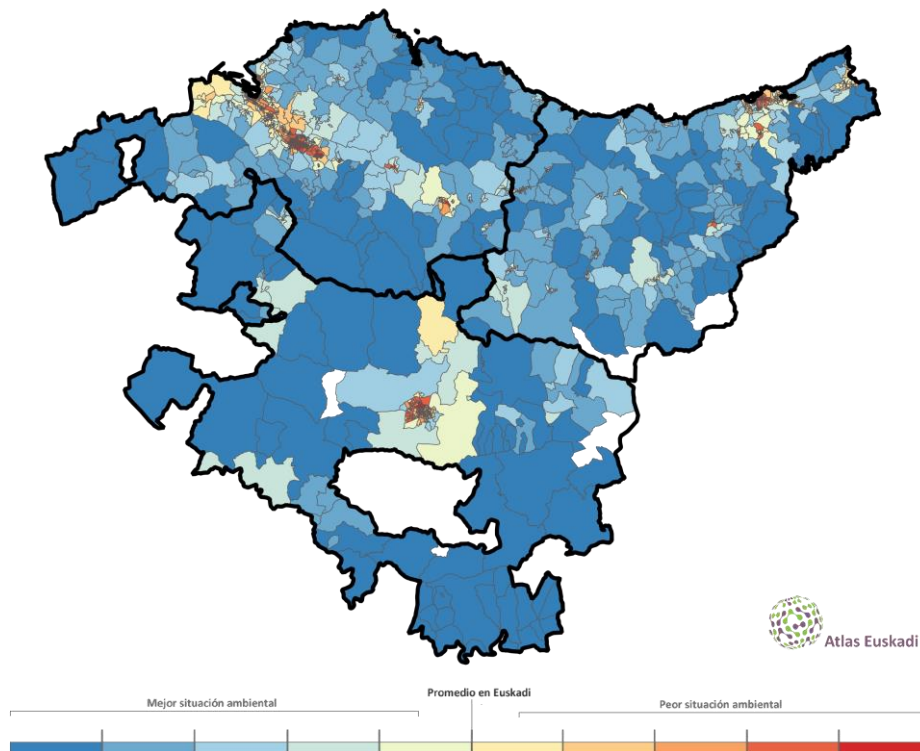 Atlas Euskadi
Promedio en Euskadi
Mejor situación ambiental
Peor situación ambiental